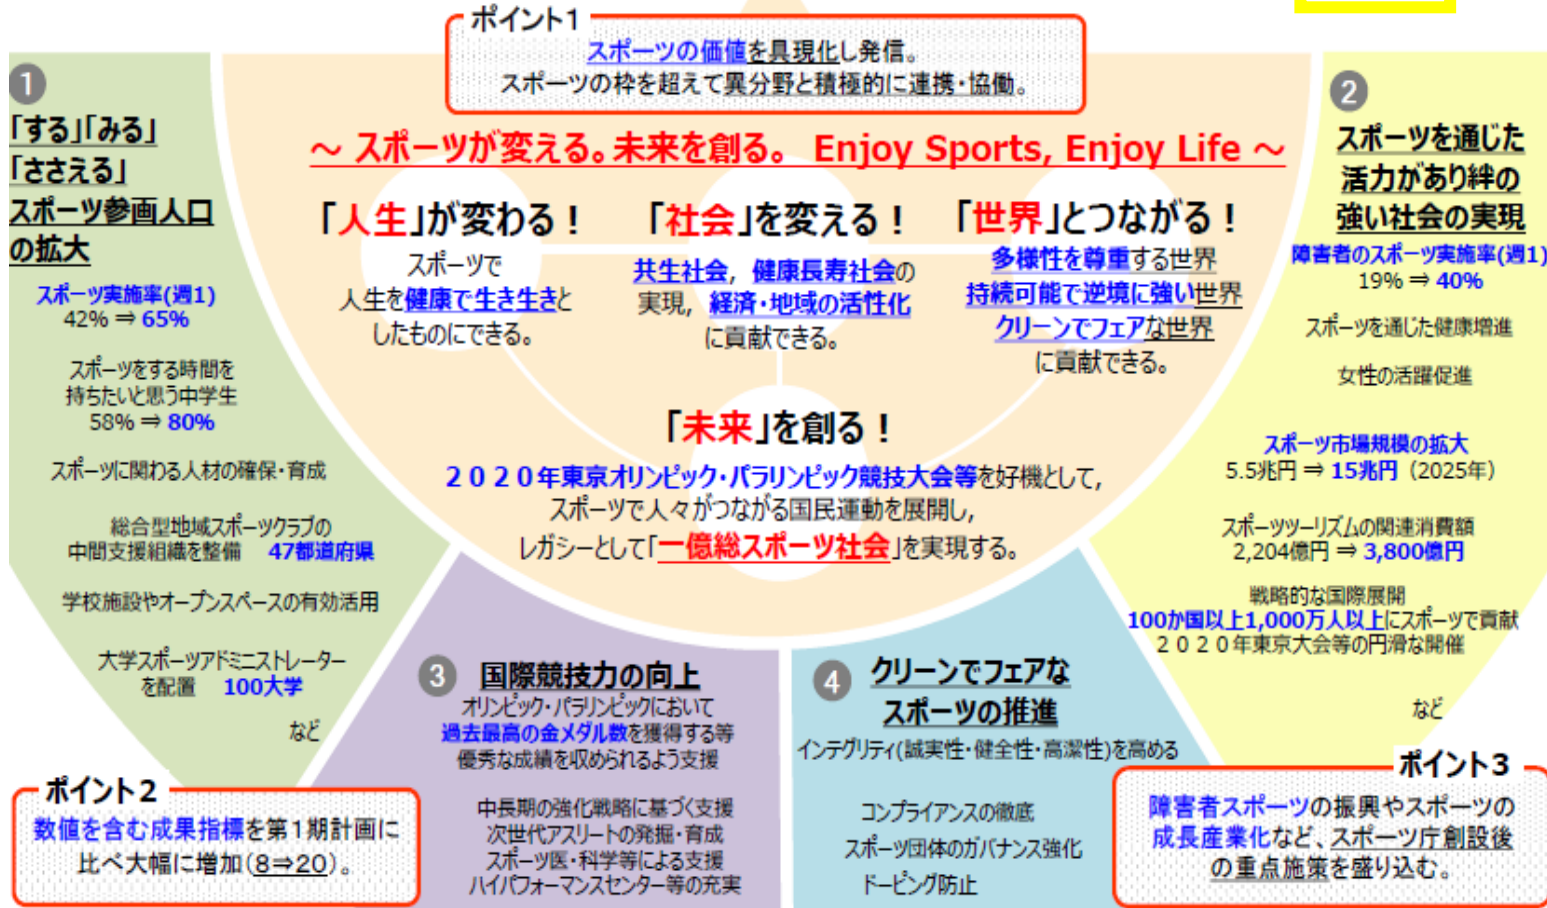 ポイント1
スポーツの価値を具現化し発信。
スポーツの枠を超えて異分野と積極的に連携・協働。
～ スポーツが変える。未来を創る。 Enjoy Sports, Enjoy Life ～
「人生」が変わる！
スポーツで
人生を健康で生き生きと
したものにできる。
「社会」を変える！
共生社会，健康長寿社会の
実現，経済・地域の活性化
に貢献できる。
「世界」とつながる！
多様性を尊重する世界
持続可能で逆境に強い世界
クリーンでフェアな世界
に貢献できる。
「未来」を創る！
２０２０年東京オリンピック・パラリンピック競技大会等を好機として，
スポーツで人々がつながる国民運動を展開し，
レガシーとして「一億総スポーツ社会」を実現する。
1
「する」「みる」
「ささえる」
スポーツ参画人口
の拡大
スポーツ実施率(週1)
42% ⇒ 65%
スポーツをする時間を
持ちたいと思う中学生
58% ⇒ 80%
スポーツに関わる人材の確保・育成
総合型地域スポーツクラブの
中間支援組織を整備 47都道府県
学校施設やオープンスペースの有効活用
大学スポーツアドミニストレーター
を配置 100大学
など
2
スポーツを通じた
活力があり絆の
強い社会の実現
障害者のスポーツ実施率(週1)
19% ⇒ 40%
スポーツを通じた健康増進
女性の活躍促進
スポーツ市場規模の拡大
5.5兆円 ⇒ 15兆円（2025年）
スポーツツーリズムの関連消費額
2,204億円 ⇒ 3,800億円
戦略的な国際展開
100か国以上1,000万人以上にスポーツで貢献
２０２０年東京大会等の円滑な開催
など
3
国際競技力の向上
オリンピック・パラリンピックにおいて
過去最高の金メダル数を獲得する等
優秀な成績を収められるよう支援
中長期の強化戦略に基づく支援
次世代アスリートの発掘・育成
スポーツ医・科学等による支援
ハイパフォーマンスセンター等の充実
4
クリーンでフェアな
スポーツの推進
インテグリティ(誠実性・健全性・高潔性)を高める
コンプライアンスの徹底
スポーツ団体のガバナンス強化
ドーピング防止
ポイント2
数値を含む成果指標を第1期計画に
比べ大幅に増加(8⇒20)。
ポイント3
障害者スポーツの振興やスポーツの
成長産業化など、スポーツ庁創設後
の重点施策を盛り込む。